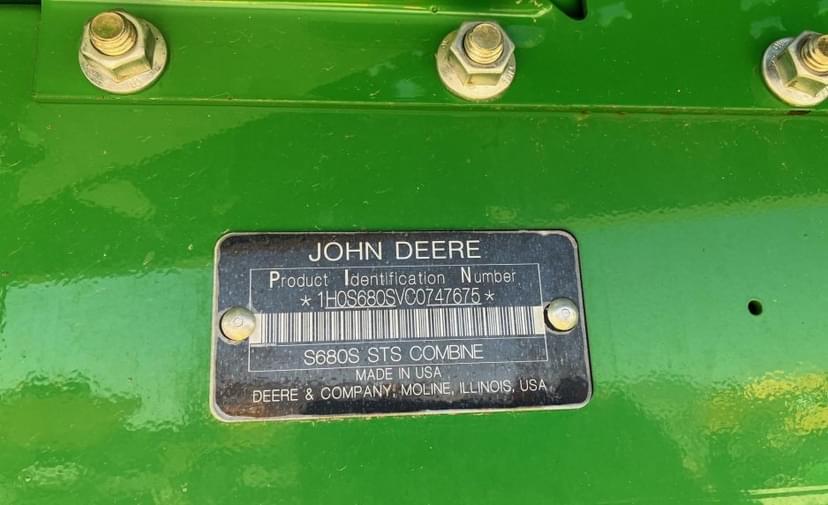 JOHN DEERE
Product Identification Number
*1H0S680SVC0747675*
S680S STS COMBINE
MADE IN USA
DEERE & COMPANY, MOLINE, ILLINOIS, USA